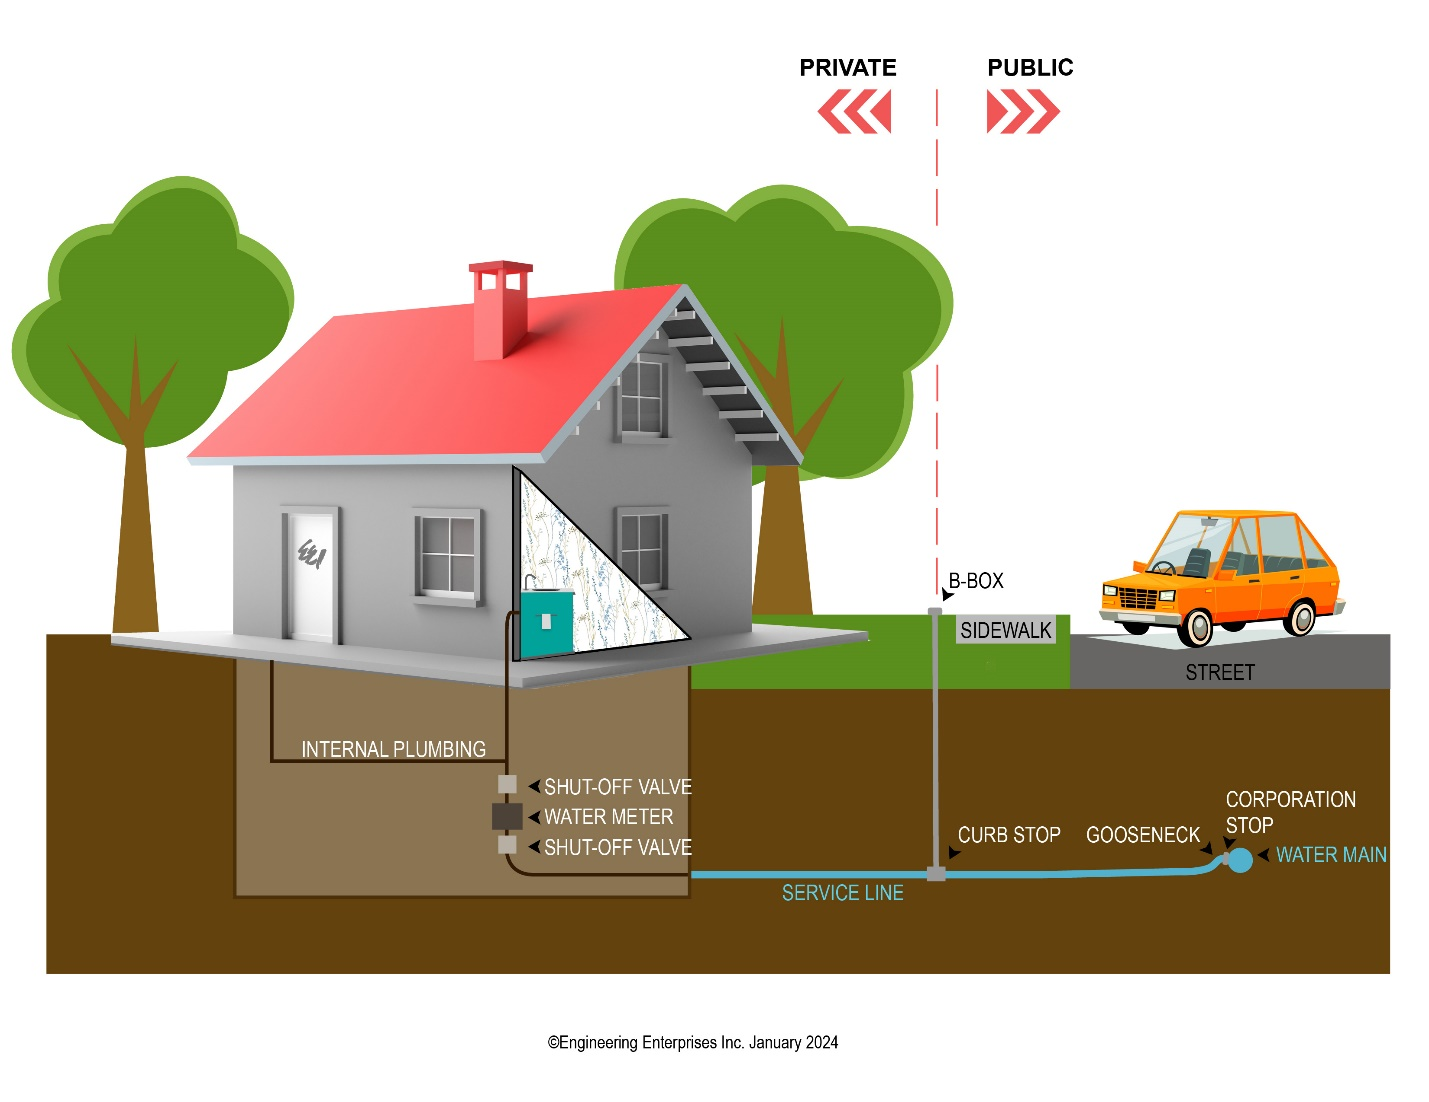 PRIVATE
PUBLIC
B-BOX
SIDEWALK
STREET
INTERNAL PLUMBING
SHUT-OFF VALVE
WATER METER
SHUT-OFF VALVE
CORPORATION
STOP
CURB STOP
GOOSENECK
WATER MAIN
SERVICE LINE
©Engineering Enterprises Inc. January 2024